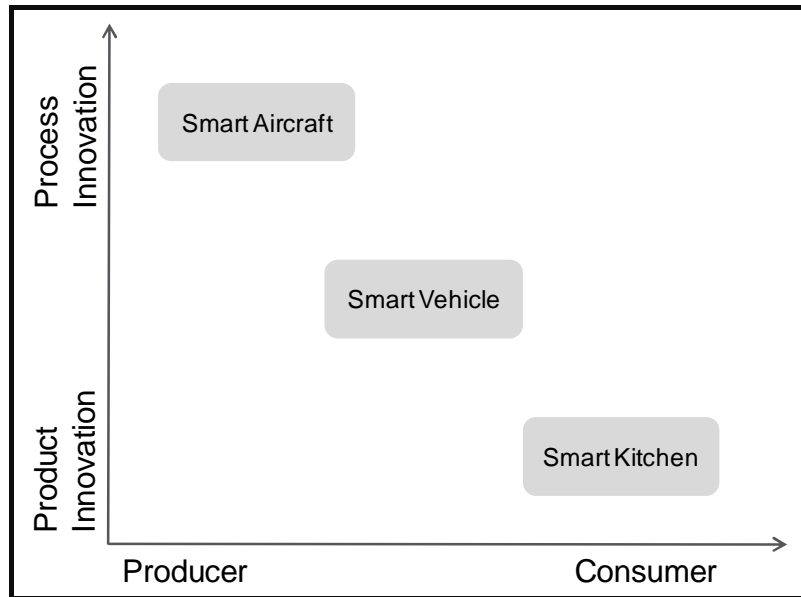 Process
Innovation
Smart Aircraft
Smart Vehicle
Product
Innovation
Smart Kitchen
Producer
Consumer